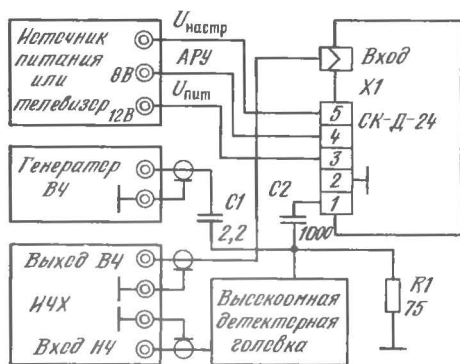 Источник питания или телевизор
8В
12В
Uнастр
АРУ
Uпит
Вход
X1
СК-Д-24
5
4
3
2
1
Генератор ВЧ
C1
2,2
C2
1000
Выход ВЧ
ИЧХ
Вход НЧ
Высокоомная детекторная головка
R1
75